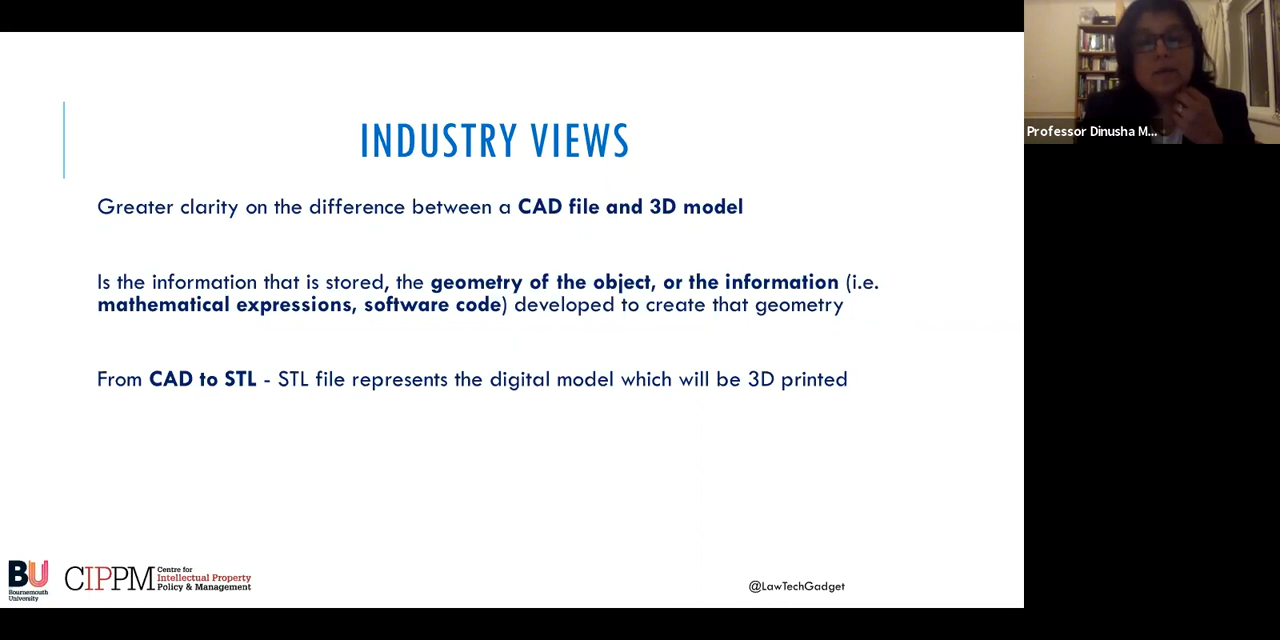 INDUSTRY VIEWS
Greater clarity on the difference between a CAD file and 3D model
Is the information that is stored, the geometry of the object, or the information (i.e.
mathematical expressions, software code) developed to create that geometry
From CAD to STL - STL file represents the digital model which will be 3D printed
BU
Bournemouth
University
CIPPM
Centre for
Intellectual Property
Policy & Management
@LawTechGadget
Professor Dinusha M...